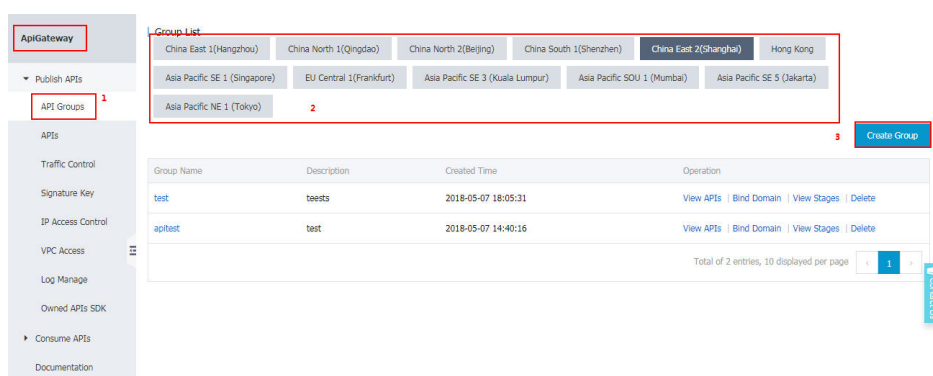 ApiGateway
Publish APIs
API Groups
1
APIs
Traffic Control
Signature Key
IP Access Control
VPC Access
Log Manage
Owned APIs SDK
Consume APIs
Documentation
Group List
China East 1(Hangzhou) China North 1(Qingdao) China North 2(Beijing) China South 1(Shenzhen) China East 2(Shanghai) Hong Kong
Asia Pacific SE 1 (Singapore) EU Central 1(Frankfurt) Asia Pacific SE 3 (Kuala Lumpur) Asia Pacific SOU 1 (Mumbai) Asia Pacific SE 5 (Jakarta)
Asia Pacific NE 1 (Tokyo) 2
3 Create Group
Group Name Description Created Time Operation
test teests 2018-05-07 18:05:31 View APIs | Bind Domain | View Stages | Delete
apitest test 2018-05-07 14:40:16 View APIs | Bind Domain | View Stages | Delete
Total of 2 entries, 10 displayed per page < 1 >